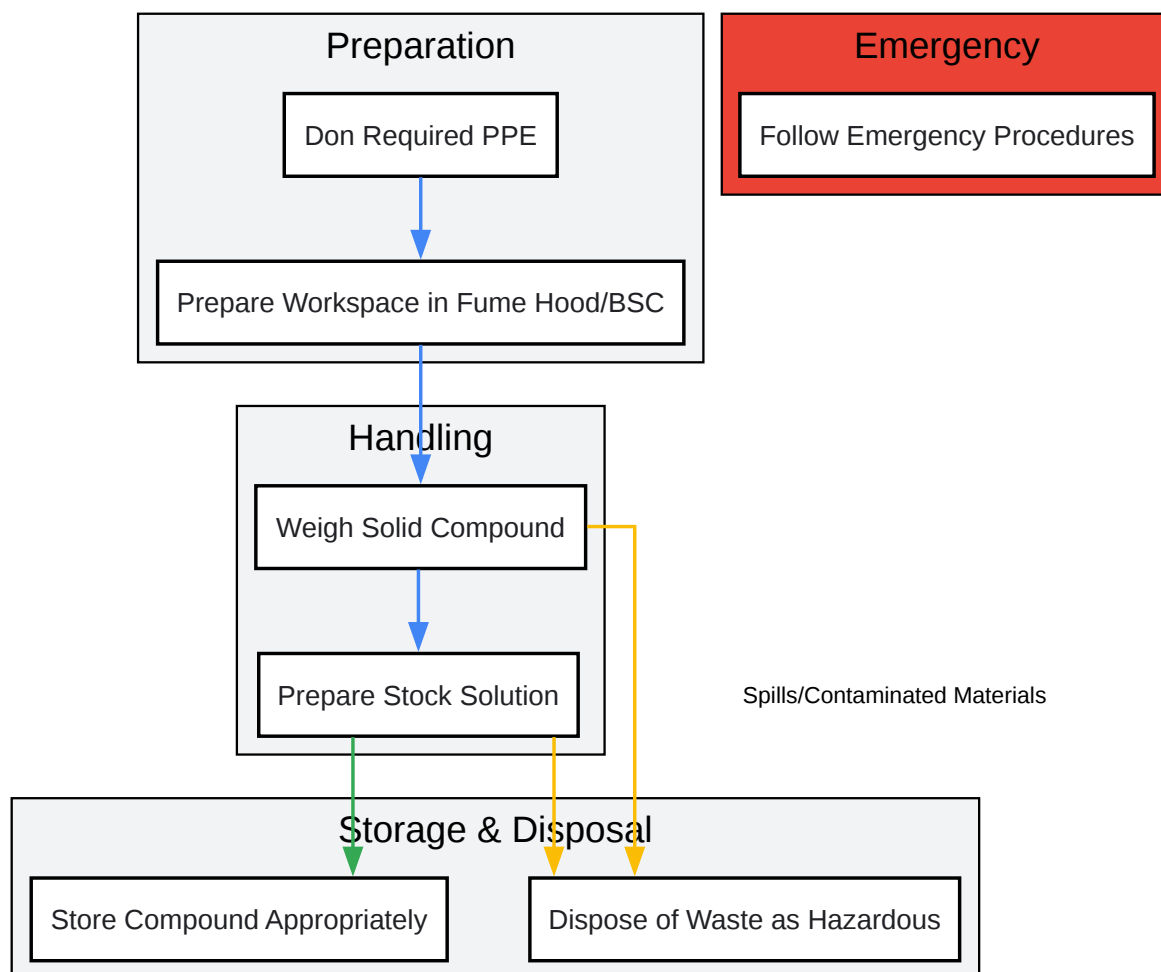 Preparation
Emergency
Don Required PPE
Follow Emergency Procedures
Prepare Workspace in Fume Hood/BSC
Handling
Weigh Solid Compound
Prepare Stock Solution
Spills/Contaminated Materials
Storage & Disposal
Store Compound Appropriately
Dispose of Waste as Hazardous